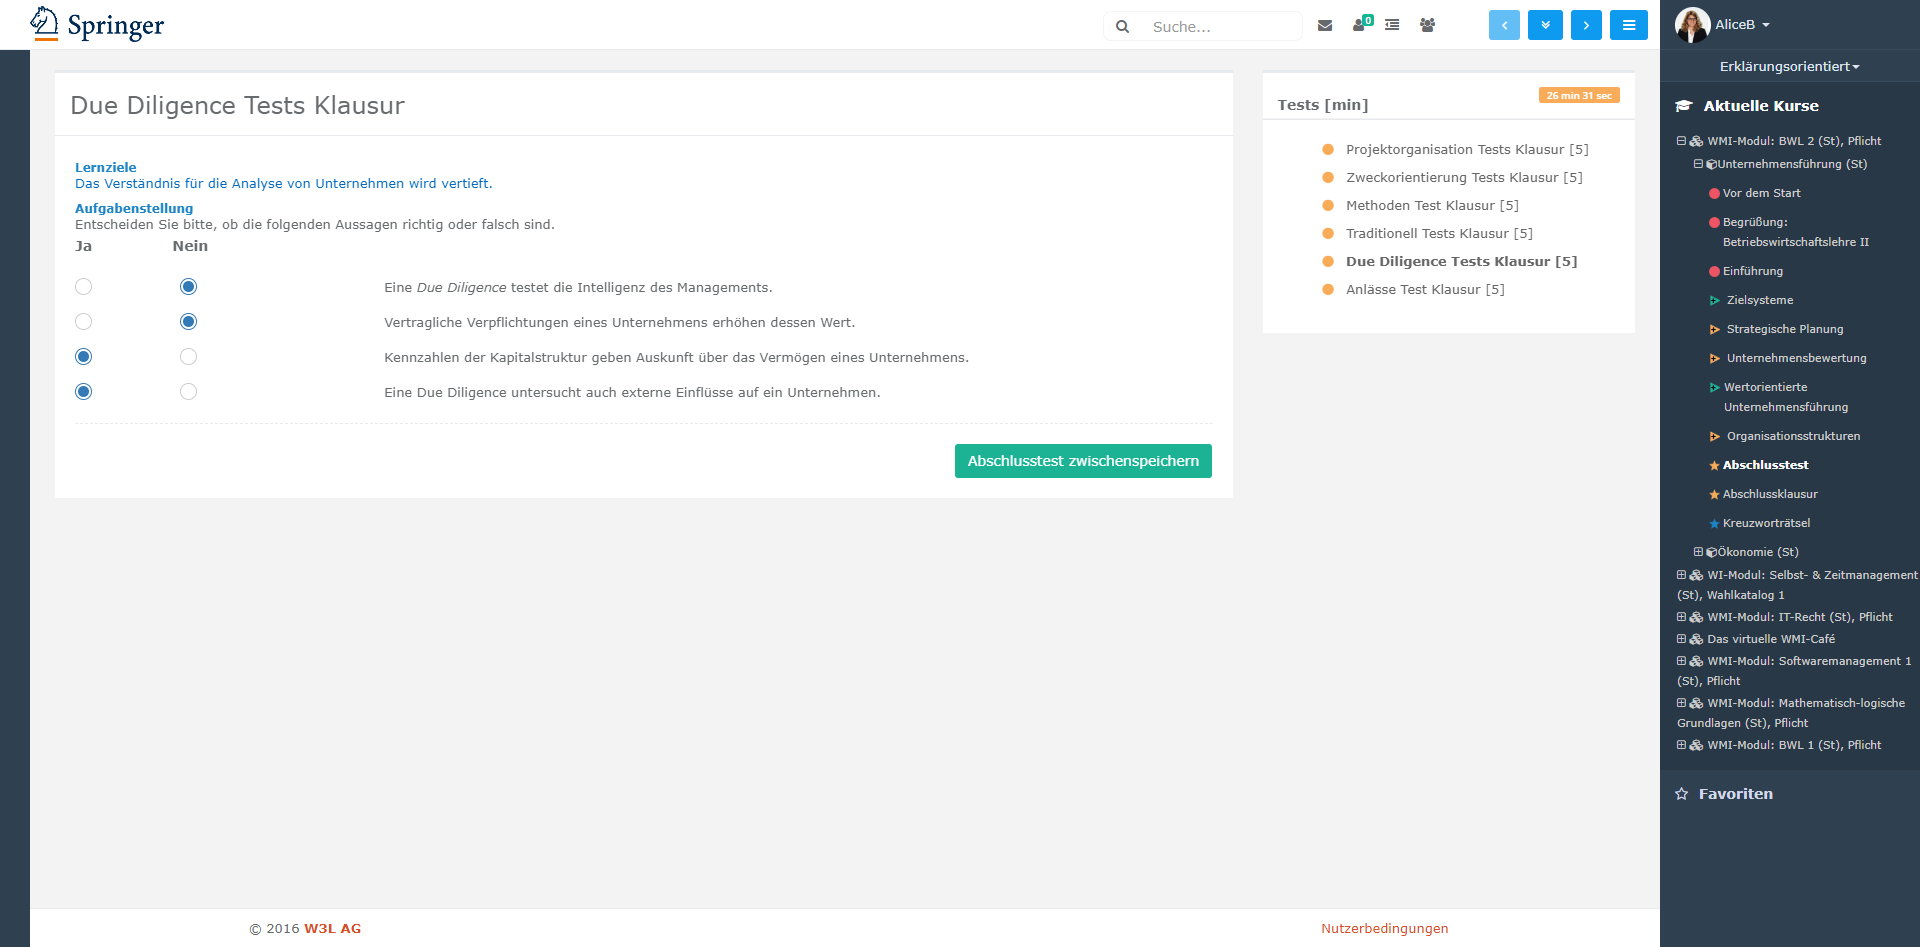 Springer
Suche...
0
AliceB
Erklärungsorientiert
Due Diligence Tests Klausur
Lernziele
Das Verständnis für die Analyse von Unternehmen wird vertieft.
Aufgabenstellung
Entscheiden Sie bitte, ob die folgenden Aussagen richtig oder falsch sind.
Ja Nein
Eine Due Diligence testet die Intelligenz des Managements.
Vertragliche Verpflichtungen eines Unternehmens erhöhen dessen Wert.
Kennzahlen der Kapitalstruktur geben Auskunft über das Vermögen eines Unternehmens.
Eine Due Diligence untersucht auch externe Einflüsse auf ein Unternehmen.
Abschlusstest zwischenspeichern
Tests [min]
26 min 31 sec
Projektorganisation Tests Klausur [5]
Zweckorientierung Tests Klausur [5]
Methoden Test Klausur [5]
Traditionell Tests Klausur [5]
Due Diligence Tests Klausur [5]
Anlässe Test Klausur [5]
Aktuelle Kurse
WMI-Modul: BWL 2 (St), Pflicht
Unternehmensführung (St)
Vor dem Start
Begrüßung:
Betriebswirtschaftslehre II
Einführung
Zielsysteme
Strategische Planung
Unternehmensbewertung
Wertorientierte
Unternehmensführung
Organisationsstrukturen
Abschlusstest
Abschlussklausur
Kreuzworträtsel
Ökonomie (St)
WI-Modul: Selbst- & Zeitmanagement
(St), Wahlkatalog 1
WMI-Modul: IT-Recht (St), Pflicht
Das virtuelle WMI-Café
WMI-Modul: Softwaremanagement 1
(St), Pflicht
WMI-Modul: Mathematisch-logische
Grundlagen (St), Pflicht
WMI-Modul: BWL 1 (St), Pflicht
Favoriten
© 2016 W3L AG
Nutzerbedingungen